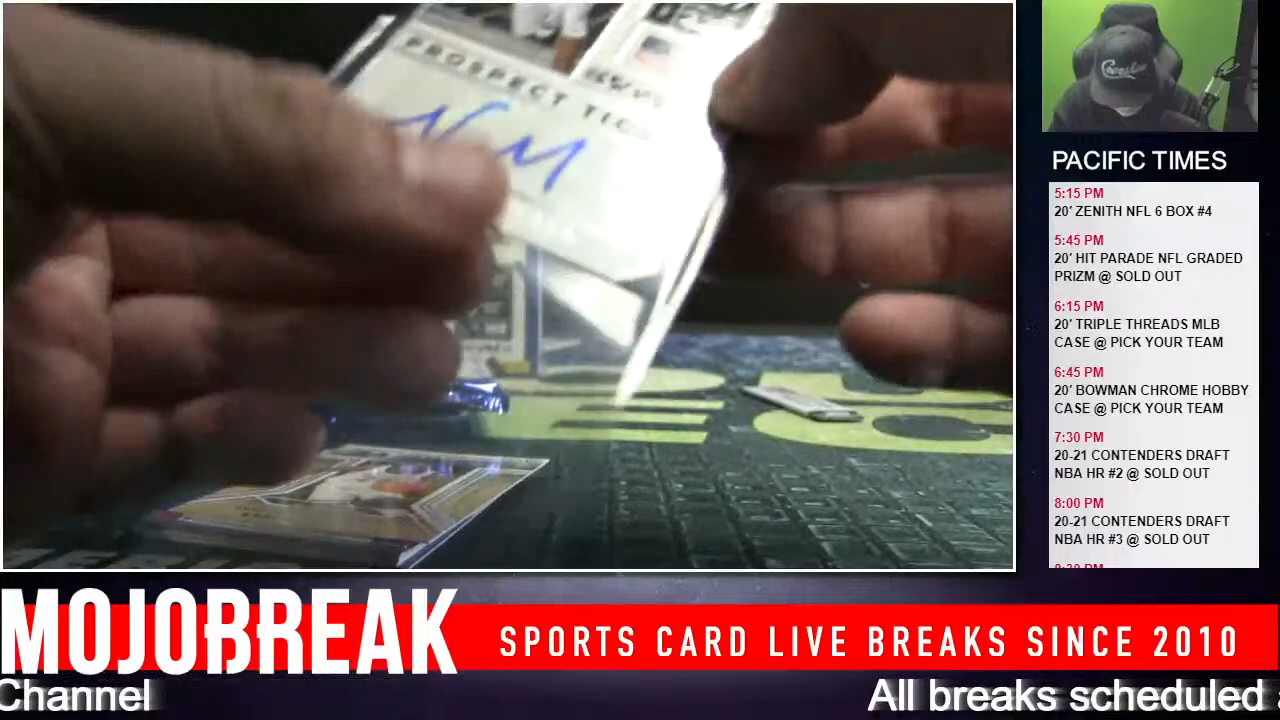 PROSPECT TIC
NM
PACIFIC TIMES
5:15 PM
20' ZENITH NFL 6 BOX #4
5:45 PM
20' HIT PARADE NFL GRADED
PRIZM @ SOLD OUT
6:15 PM
20' TRIPLE THREADS MLB
CASE @ PICK YOUR TEAM
6:45 PM
20' BOWMAN CHROME HOBBY
CASE @ PICK YOUR TEAM
7:30 PM
20-21 CONTENDERS DRAFT
NBA HR #2 @ SOLD OUT
8:00 PM
20-21 CONTENDERS DRAFT
NBA HR #3 @ SOLD OUT
8:30 PM
MOJOBREAK
SPORTS CARD LIVE BREAKS SINCE 2010
Channel
All breaks scheduled